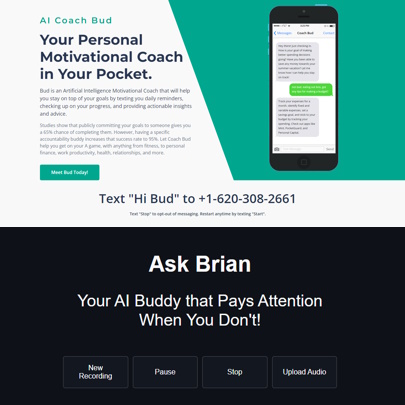 AI Coach Bud
Your Personal
Motivational Coach
in Your Pocket.
Bud is an Artificial Intelligence Motivational Coach that will help
you stay on top of your goals by texting you daily reminders,
checking up on your progress, and providing actionable insights
and advice.
Studies show that publicly committing your goals to someone gives you
a 65% chance of completing them. However, having a specific
accountability buddy increases that success rate to 95%. Let Coach Bud
help you get on your A game, with anything from fitness, to personal
finance, work productivity, health, relationships, and more.
Meet Bud Today!
Messages
Coach Bud
Contact
Text "Hi Bud" to +1-620-308-2661
Text "Stop" to opt-out of messaging. Restart anytime by texting "Start".
Ask Brian
Your AI Buddy that Pays Attention
When You Don't!
New
Recording
Pause
Stop
Upload Audio